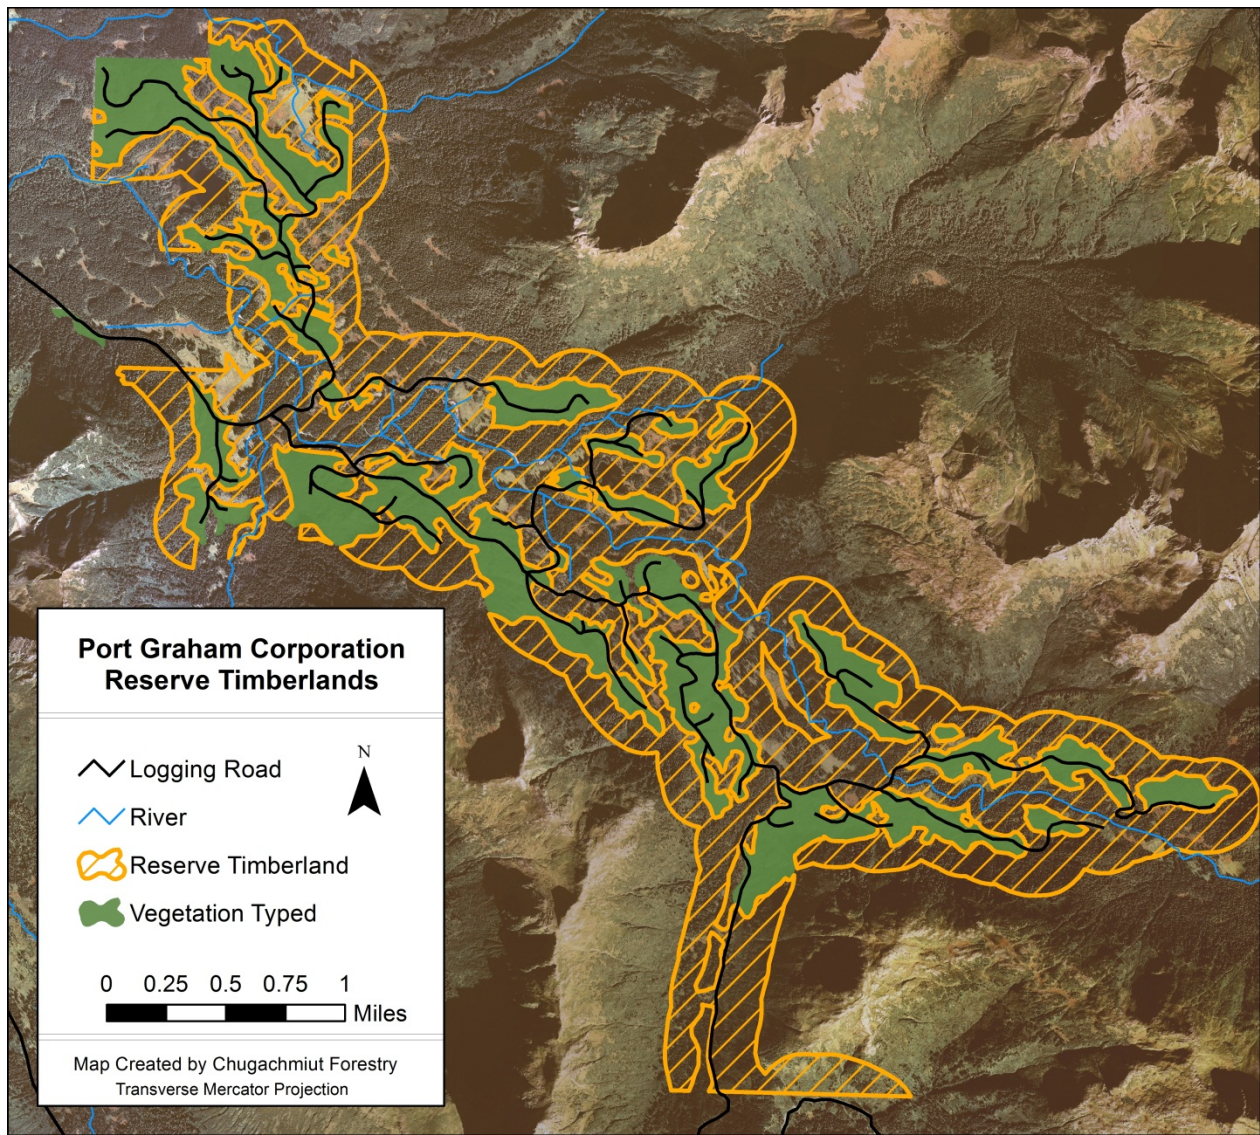 Port Graham Corporation
Reserve Timberlands
N
Logging Road
River
Reserve Timberland
Vegetation Typed
0 0.25 0.5 0.75 1
Miles
Map Created by Chugachmiut Forestry
Transverse Mercator Projection